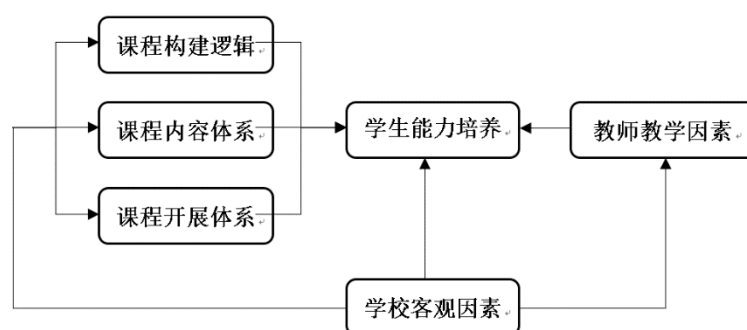 课程构建逻辑
课程内容体系
学生能力培养
教师教学因素
课程开展体系
学校客观因素